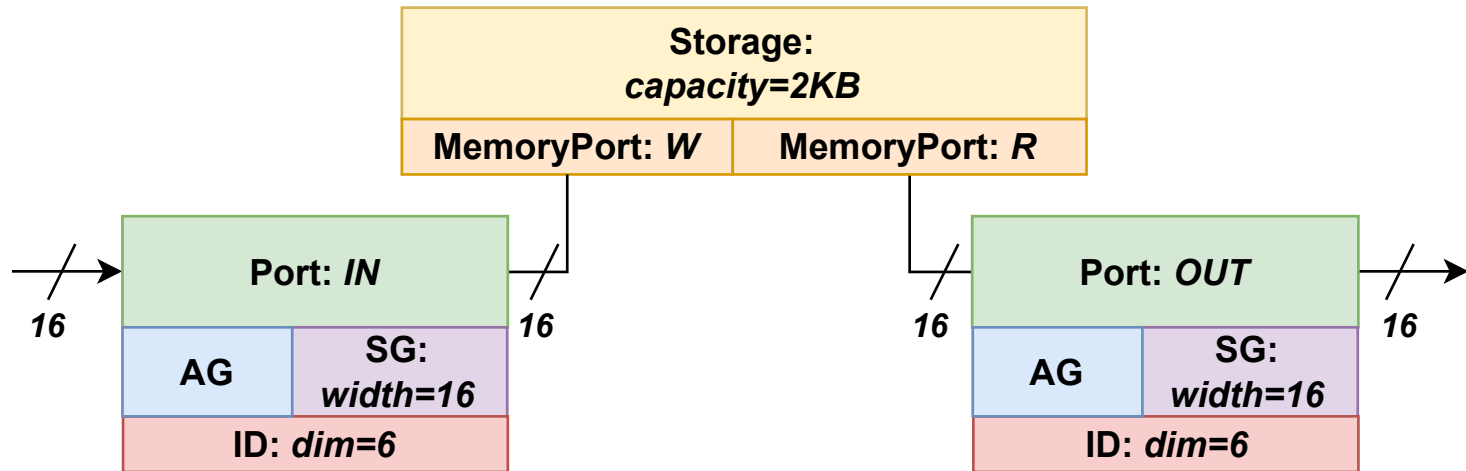 Storage:
capacity=2KB
MemoryPort: W
MemoryPort: R
Port: IN
Port: OUT
16
16
16
16
AG
SG:
width=16
AG
SG:
width=16
ID: dim=6
ID: dim=6